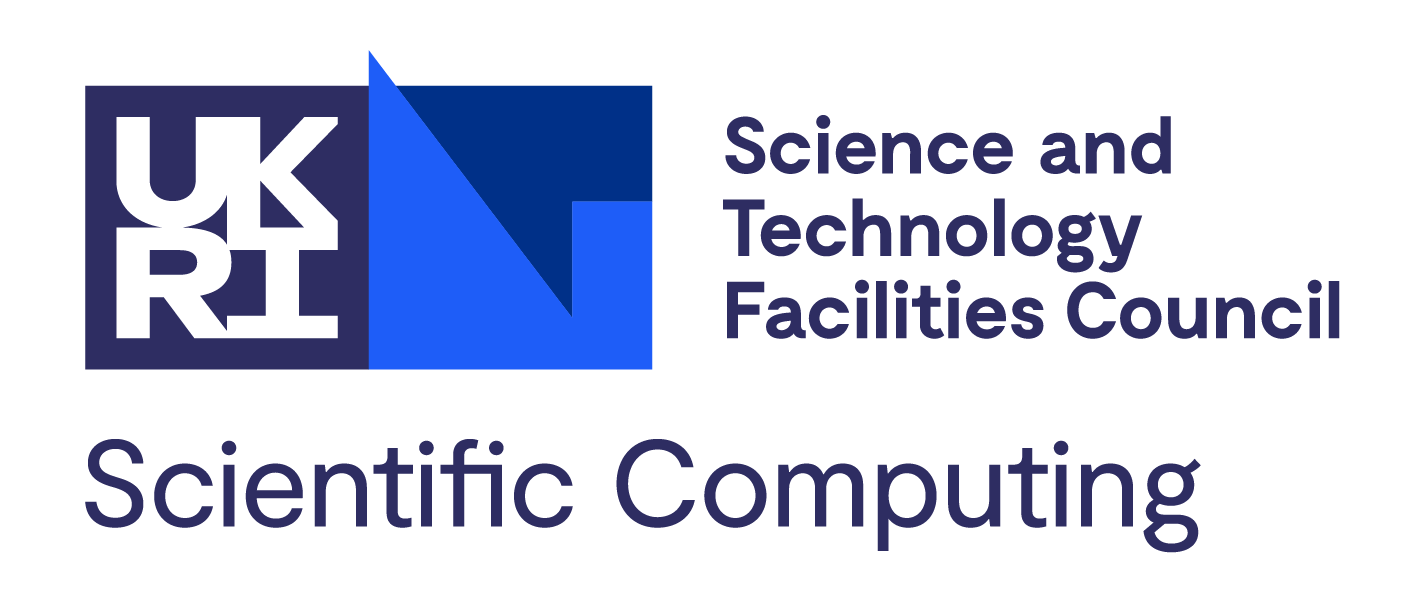 UK
RI
Science and
Technology
Facilities Council
Scientific Computing